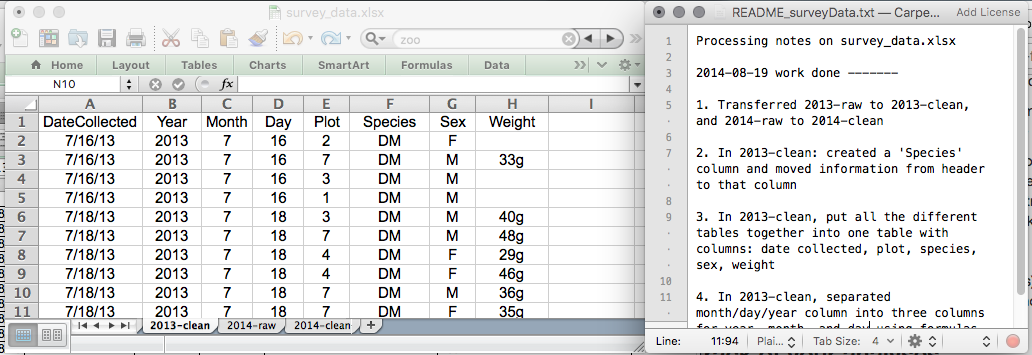 survey_data.xlsx
zoo
Home Layout Tables Charts SmartArt Formulas Data
N10 fx
A B C D E F G H I
1 DateCollected Year Month Day Plot Species Sex Weight
2 7/16/13 2013 7 16 2 DM F
3 7/16/13 2013 7 16 7 DM M 33g
4 7/16/13 2013 7 16 3 DM M
5 7/16/13 2013 7 16 1 DM M
6 7/18/13 2013 7 18 3 DM M 40g
7 7/18/13 2013 7 18 7 DM M 48g
8 7/18/13 2013 7 18 4 DM F 29g
9 7/18/13 2013 7 18 4 DM F 46g
10 7/18/13 2013 7 18 7 DM M 36g
11 7/18/13 2013 7 18 7 DM F 35g
2013-clean 2014-raw 2014-clean +
README_surveyData.txt — Carpe... Add License
1 Processing notes on survey_data.xlsx
2
3 2014-08-19 work done -------
4
5 1. Transferred 2013-raw to 2013-clean,
and 2014-raw to 2014-clean
6
7 2. In 2013-clean: created a 'Species'
column and moved information from header
to that column
8
9 3. In 2013-clean, put all the different
tables together into one table with
columns: date collected, plot, species,
sex, weight
10
11 4. In 2013-clean, separated
month/day/year column into three columns
for year, month, and day using formulas
Line: 11:94 Plai... Tab Size: 4